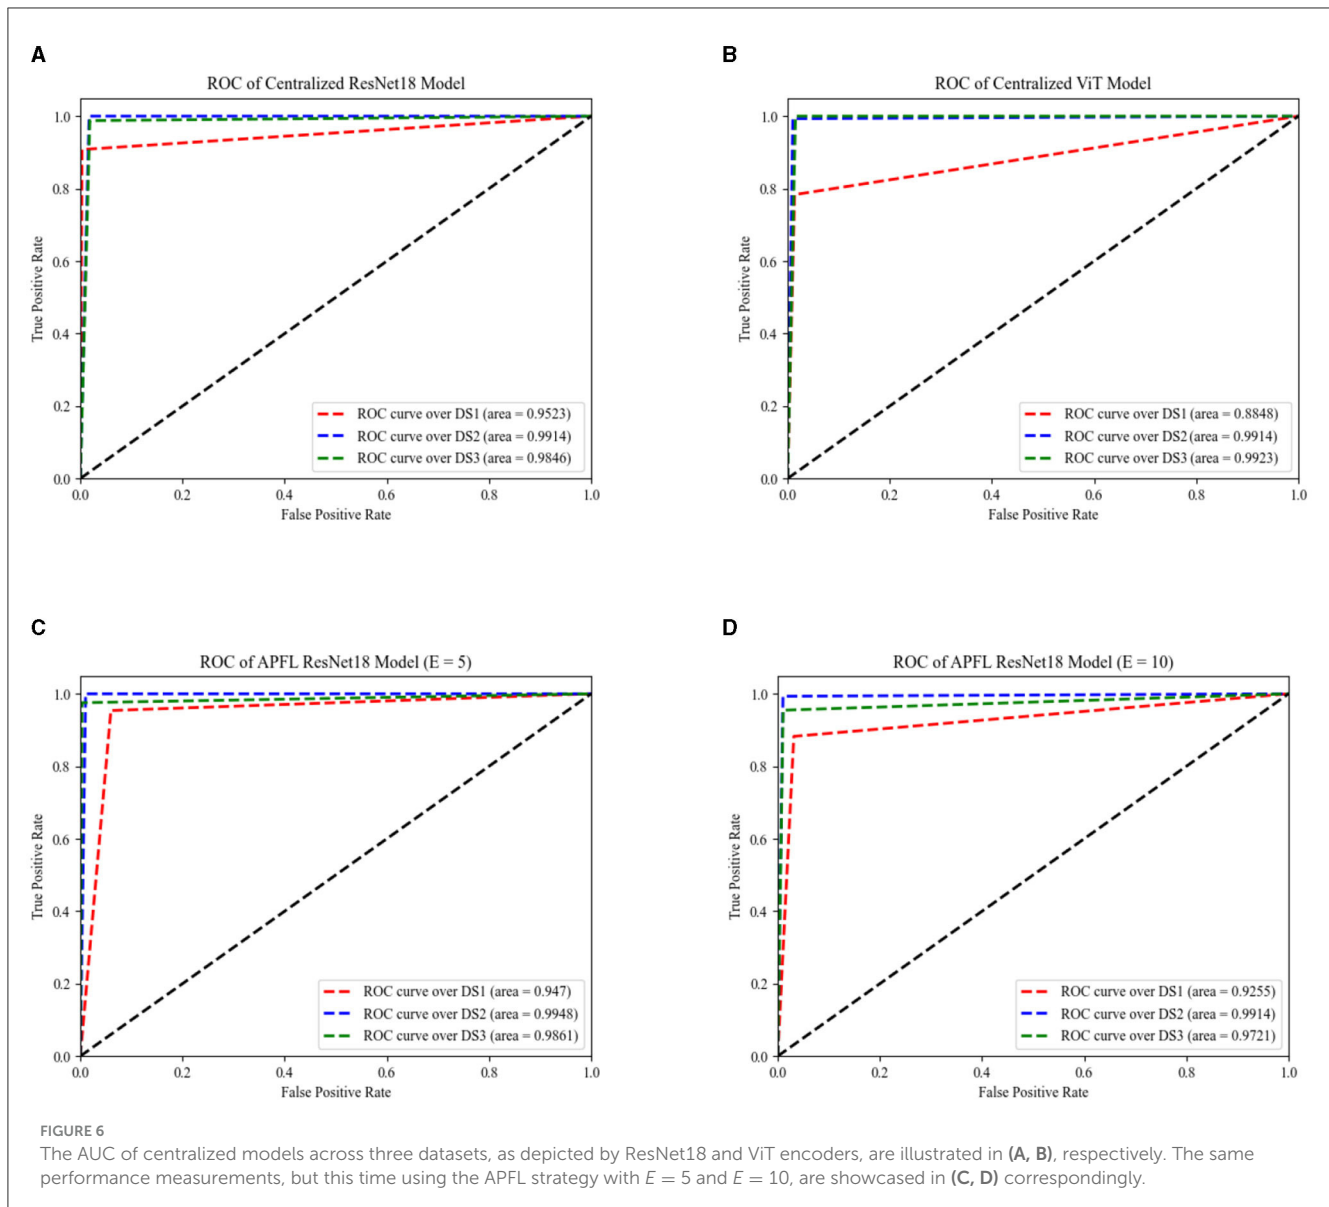 A
ROC of Centralized ResNet18 Model
1.0
0.8
0.6
0.4
0.2
0.0
True Positive Rate
ROC curve over DS1 (area = 0.9523)
ROC curve over DS2 (area = 0.9914)
ROC curve over DS3 (area = 0.9846)
0.0 0.2 0.4 0.6 0.8 1.0
False Positive Rate
B
ROC of Centralized ViT Model
1.0
0.8
0.6
0.4
0.2
0.0
True Positive Rate
ROC curve over DS1 (area = 0.8848)
ROC curve over DS2 (area = 0.9914)
ROC curve over DS3 (area = 0.9923)
0.0 0.2 0.4 0.6 0.8 1.0
False Positive Rate
C
ROC of APFL ResNet18 Model (E = 5)
1.0
0.8
0.6
0.4
0.2
0.0
True Positive Rate
ROC curve over DS1 (area = 0.947)
ROC curve over DS2 (area = 0.9948)
ROC curve over DS3 (area = 0.9861)
0.0 0.2 0.4 0.6 0.8 1.0
False Positive Rate
D
ROC of APFL ResNet18 Model (E = 10)
1.0
0.8
0.6
0.4
0.2
0.0
True Positive Rate
ROC curve over DS1 (area = 0.9255)
ROC curve over DS2 (area = 0.9914)
ROC curve over DS3 (area = 0.9721)
0.0 0.2 0.4 0.6 0.8 1.0
False Positive Rate
FIGURE 6
The AUC of centralized models across three datasets, as depicted by ResNet18 and ViT encoders, are illustrated in (A, B), respectively. The same
performance measurements, but this time using the APFL strategy with E = 5 and E = 10, are showcased in (C, D) correspondingly.